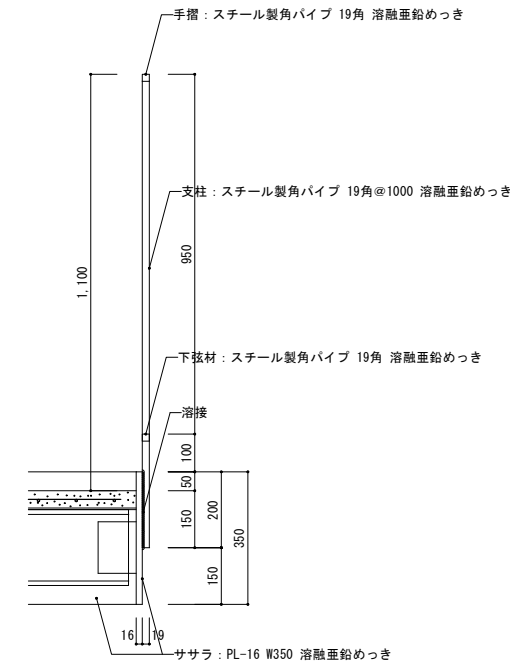 手摺：スチール製角パイプ 19角 溶融亜鉛めっき
支柱：スチール製角パイプ 19角@1000 溶融亜鉛めっき
1,100
950
下弦材：スチール製角パイプ 19角 溶融亜鉛めっき
溶接
100
50
150
200
350
150
16
19
ササラ：PL-16 W350 溶融亜鉛めっき